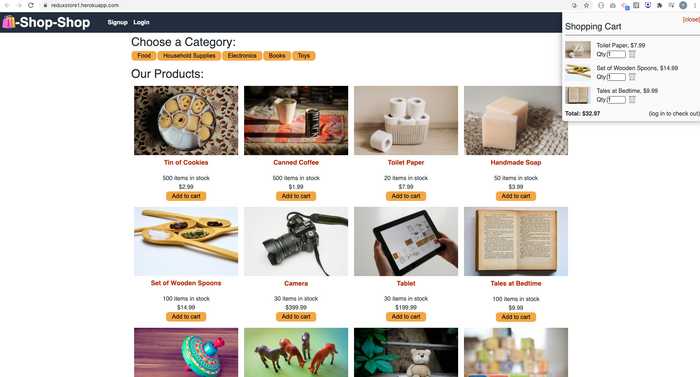 reduxstore1.herokuapp.com
-Shop-Shop Signup Login
[close]
Shopping Cart
Toilet Paper, $7.99
Qty: 1
Set of Wooden Spoons, $14.99
Qty: 1
Tales at Bedtime, $9.99
Qty: 1
Total: $32.97 (log in to check out)
Choose a Category:
Food Household Supplies Electronics Books Toys
Our Products:
Tin of Cookies Canned Coffee Toilet Paper Handmade Soap
500 items in stock 500 items in stock 20 items in stock 50 items in stock
$2.99 $1.99 $7.99 $3.99
Add to cart Add to cart Add to cart Add to cart
Set of Wooden Spoons Camera Tablet Tales at Bedtime
100 items in stock 30 items in stock 30 items in stock 100 items in stock
$14.99 $399.99 $199.99 $9.99
Add to cart Add to cart Add to cart Add to cart